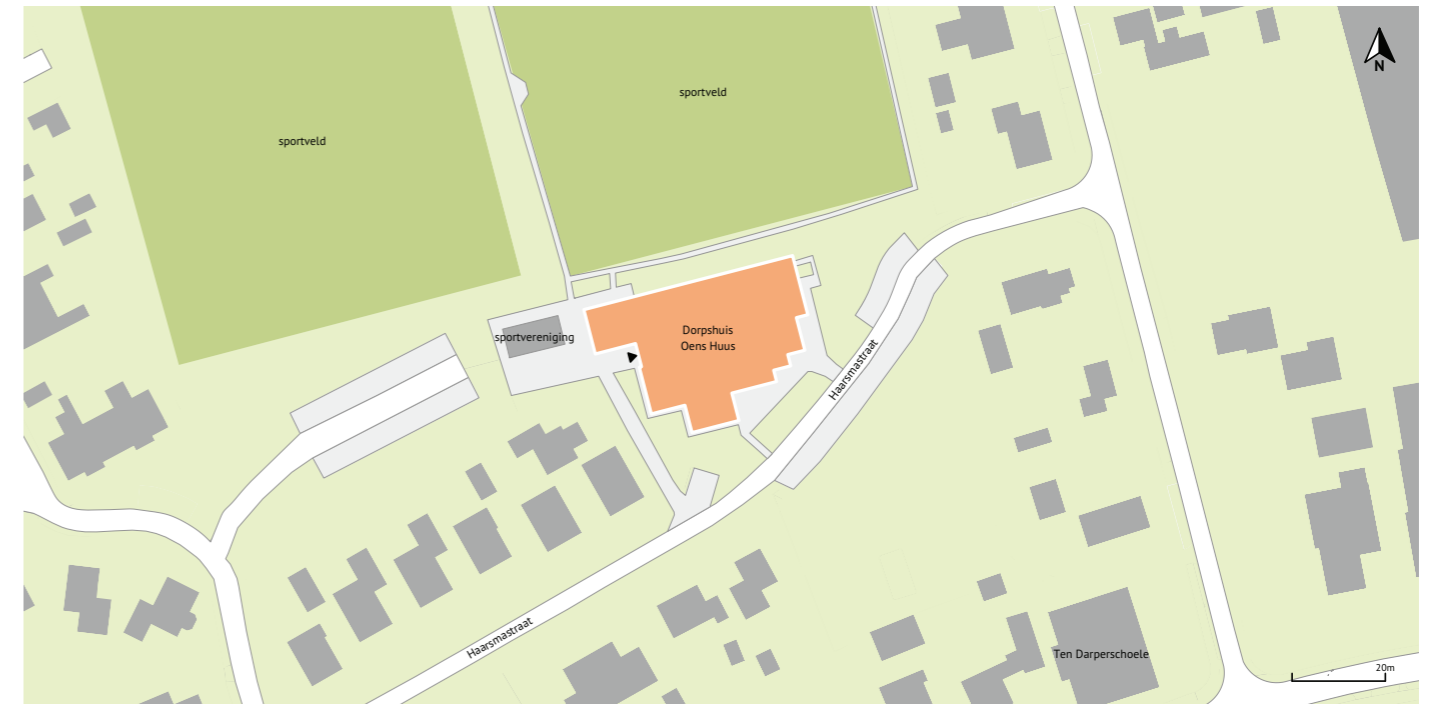 sportveld
N
sportveld
Dorpshuis
Oens Huus
sportvereniging
Haarsmastraat
Haarsmastraat
Ten Darperschoele
20m